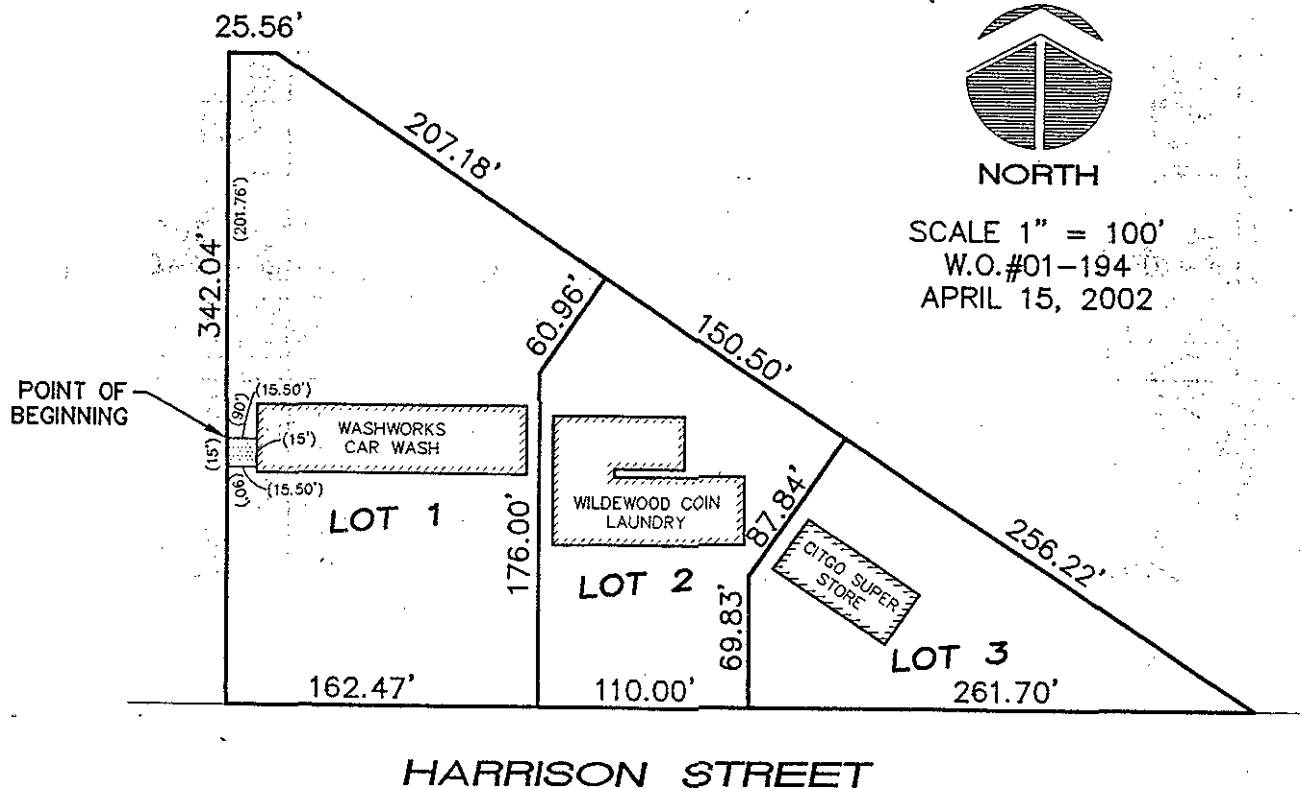 25.56'
207.18'
NORTH
SCALE 1" = 100'
W.O.#01-194
APRIL 15, 2002
(201.76')
342.04'
60.96'
150.50'
POINT OF
BEGINNING
(90')
(15.50')
(15')
(15')
(90')
(15.50')
WASHWORKS
CAR WASH
LOT 1
176.00'
WILDEWOOD COIN
LAUNDRY
LOT 2
87.84'
69.83'
CITGO SUPER
STORE
256.22'
LOT 3
162.47'
110.00'
261.70'
HARRISON STREET